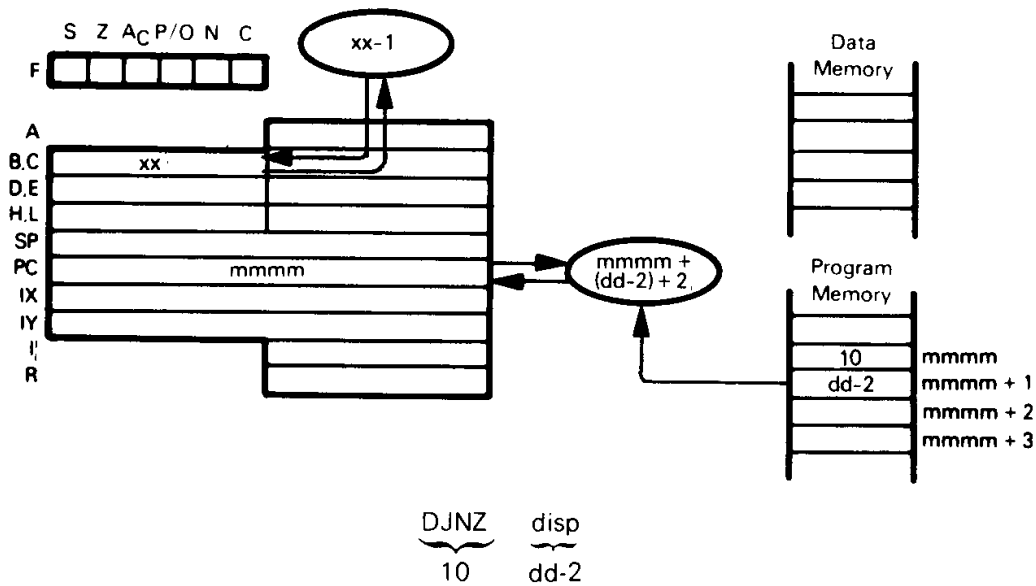 S Z AC P/O N C
F
xx-1
Data
Memory
A
B,C
xx
D,E
H,L
SP
PC
mmmm
IX
IY
I
R
mmmm +
(dd-2) + 2
Program
Memory
10 mmmm
dd-2 mmmm + 1
mmmm + 2
mmmm + 3
DJNZ disp
10 dd-2